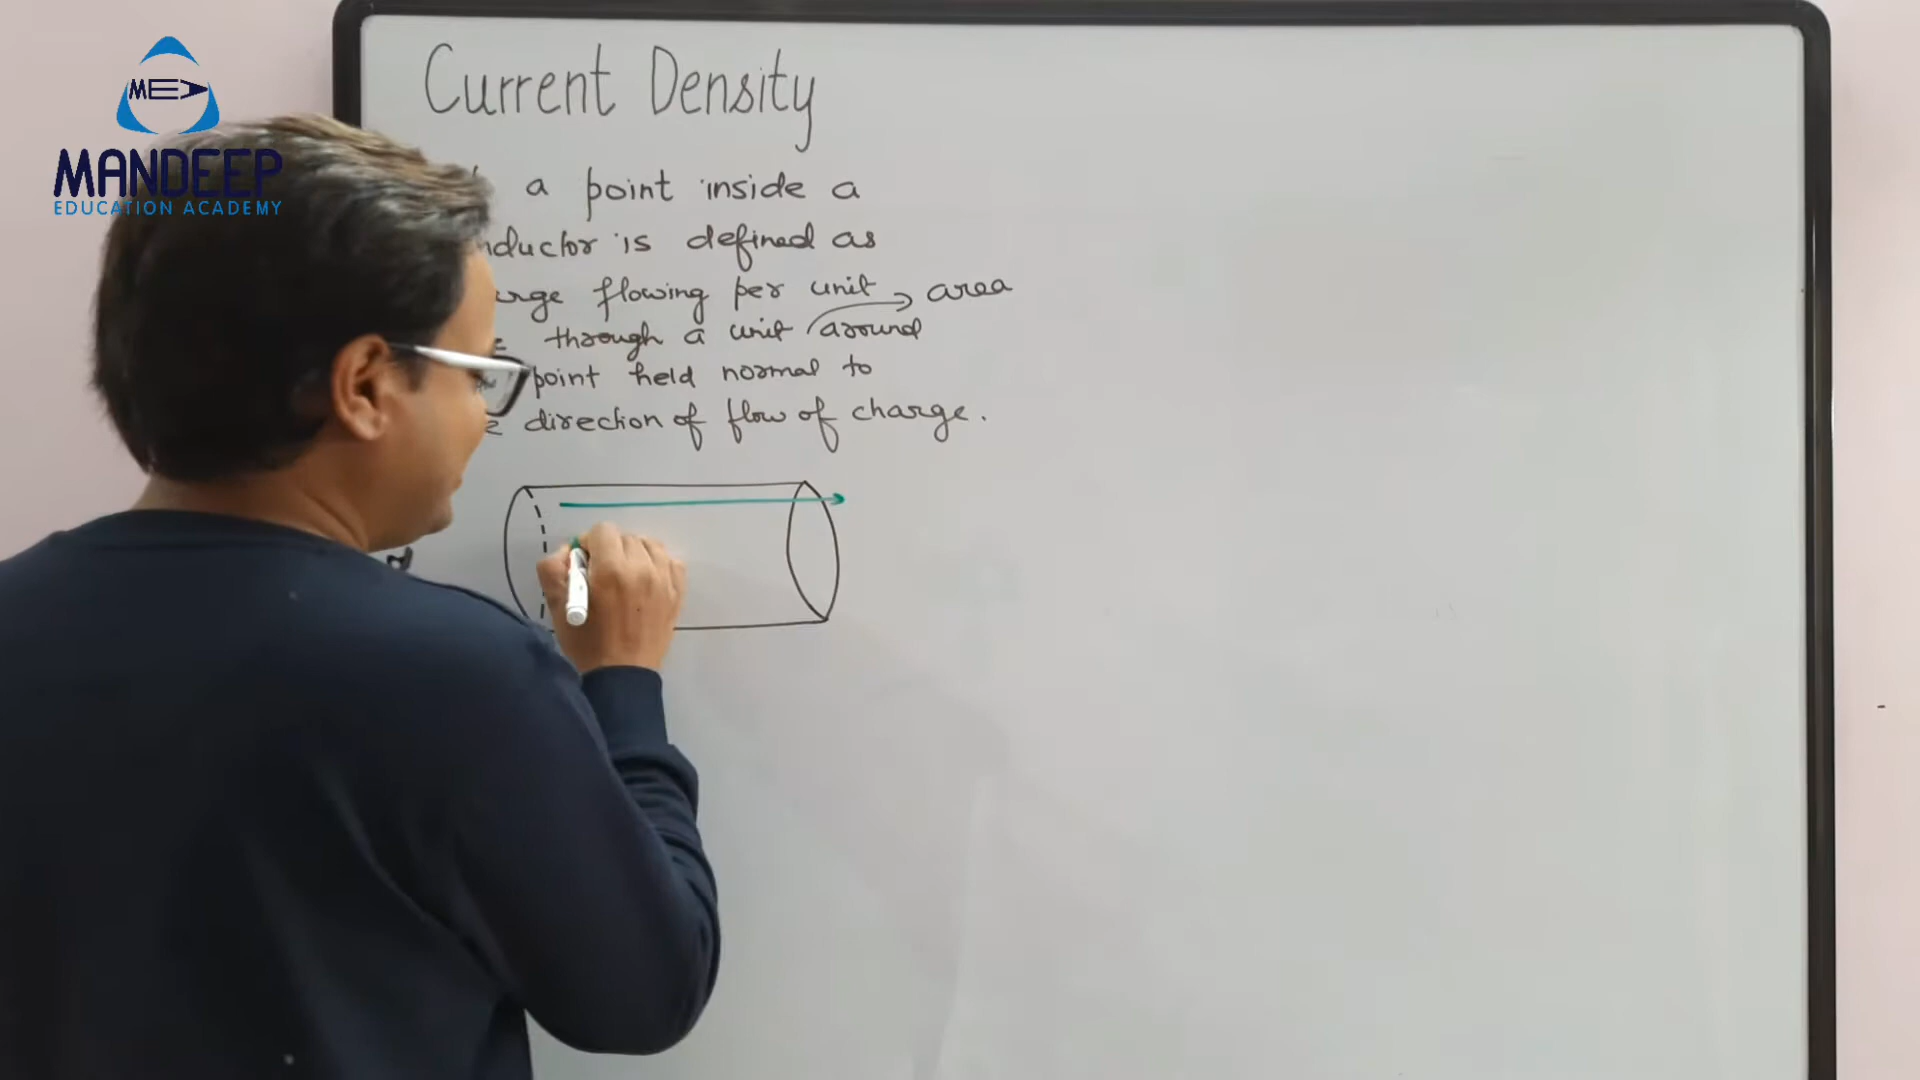 MED
MANDEEP
EDUCATION ACADEMY
Current Density
a point inside a
is defined as
flowing per unit area
through a unit around
point held normal to
direction of flow of charge.